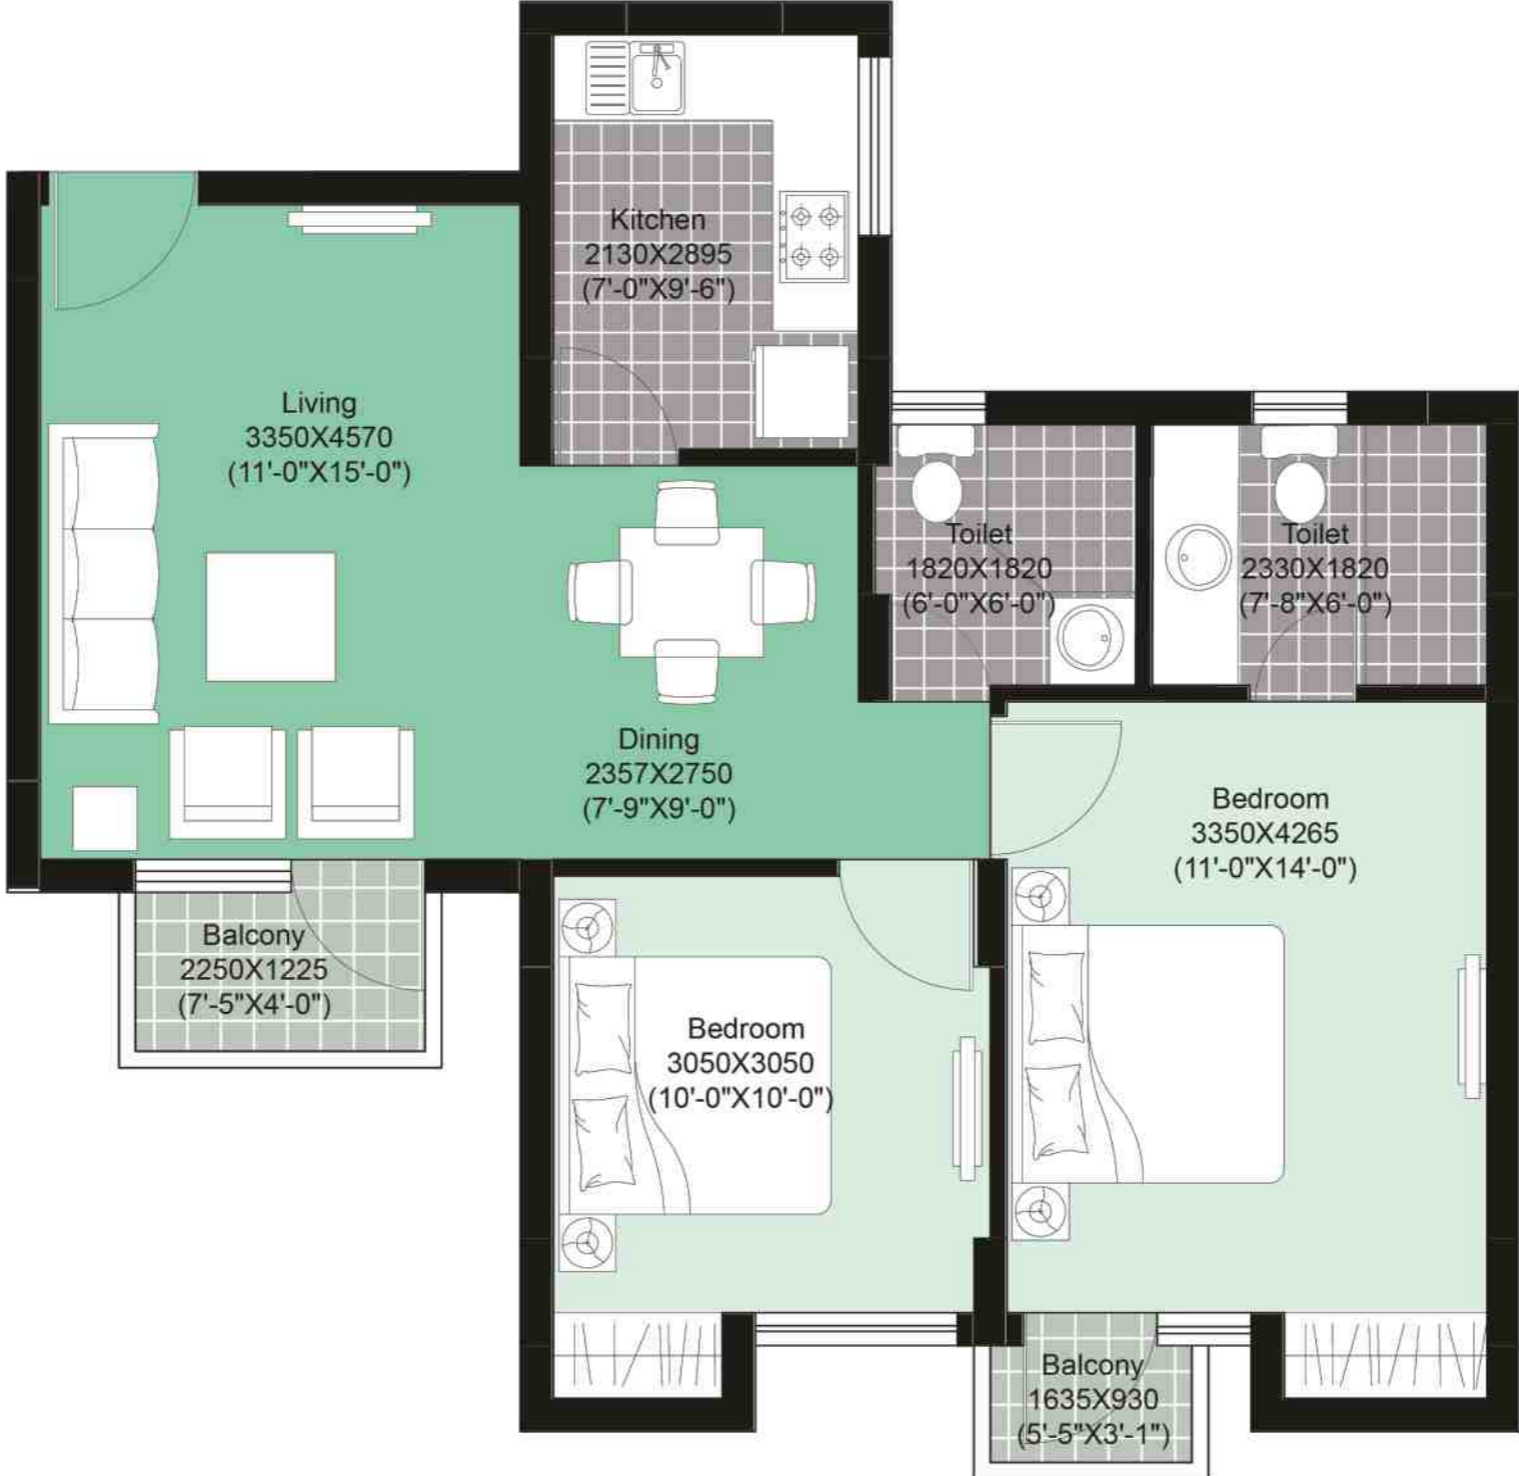 Kitchen
2130X2895
(7'-0"X9'-6")
Living
3350X4570
(11'-0"X15'-0")
Toilet
1820X1820
(6'-0"X6'-0")
Toilet
2330X1820
(7'-8"X6'-0")
Dining
2357X2750
(7'-9"X9'-0")
Bedroom
3350X4265
(11'-0"X14'-0")
Balcony
2250X1225
(7'-5"X4'-0")
Bedroom
3050X3050
(10'-0"X10'-0")
Balcony
1635X930
(5'-5"X3'-1")